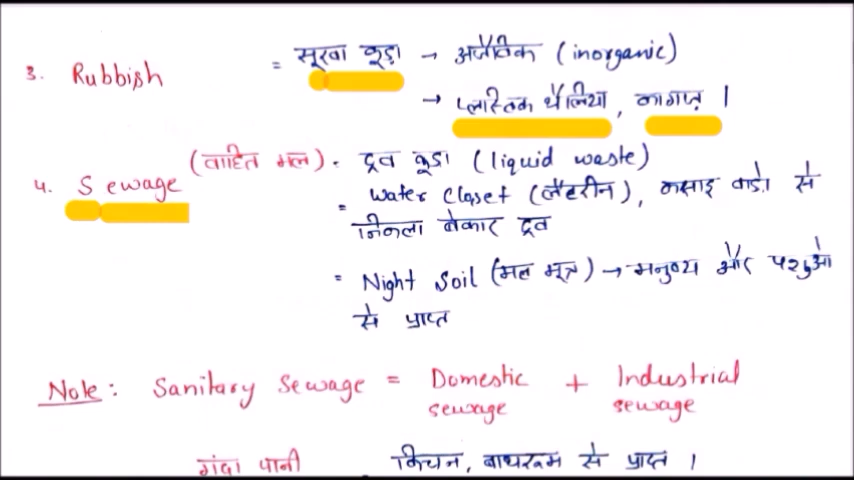 3. Rubbish = सूखा कूड़ा → अजैविक (inorganic)
→ प्लास्टिक थैलिया, कागज़ ।
4. Sewage (वाहित मल) = द्रव कूडा (liquid waste)
= Water closet (लैटरीन), कसाइ वाडो से
निकला बेकार द्रव
= Night Soil (मल मूत्र) → मनुष्य और पशुओ
से प्राप्त
Note: Sanitary Sewage = Domestic sewage + Industrial sewage
गंदा पानी किचन, बाथरूम से प्राप्त ।